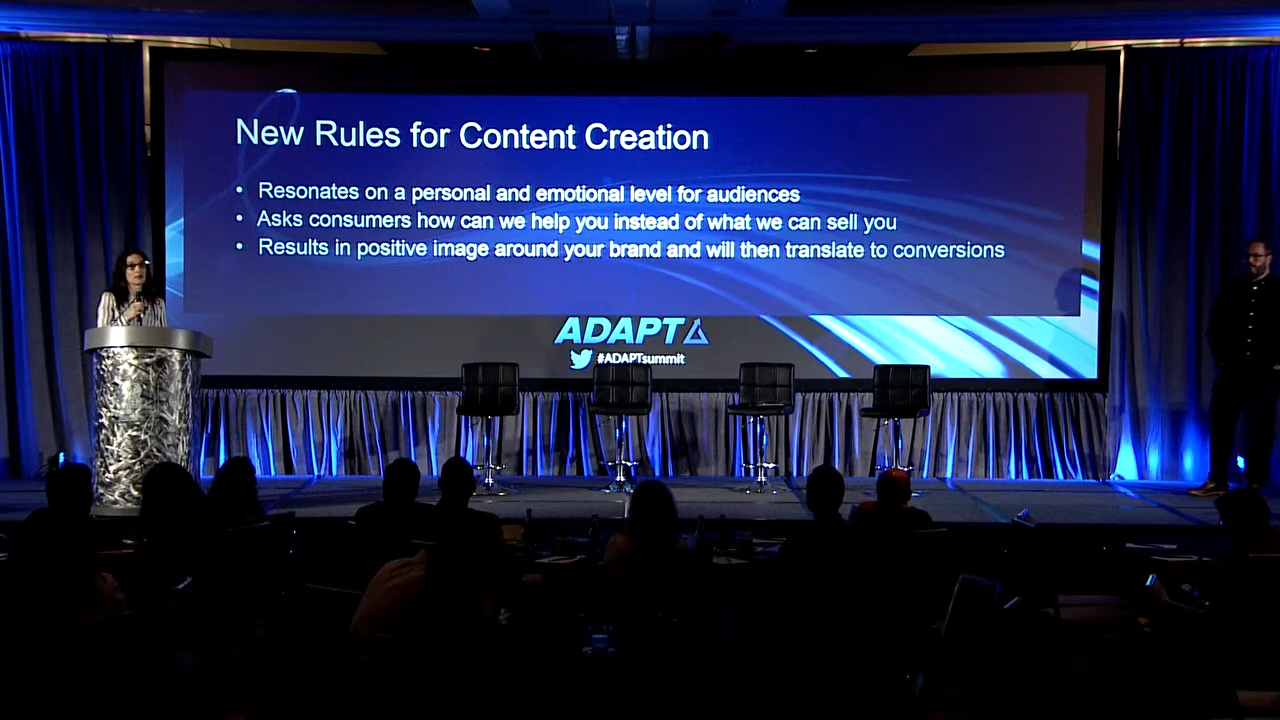 New Rules for Content Creation
• Resonates on a personal and emotional level for audiences
• Asks consumers how can we help you instead of what we can sell you
• Results in positive image around your brand and will then translate to conversions
ADAPT
#ADAPTsummit